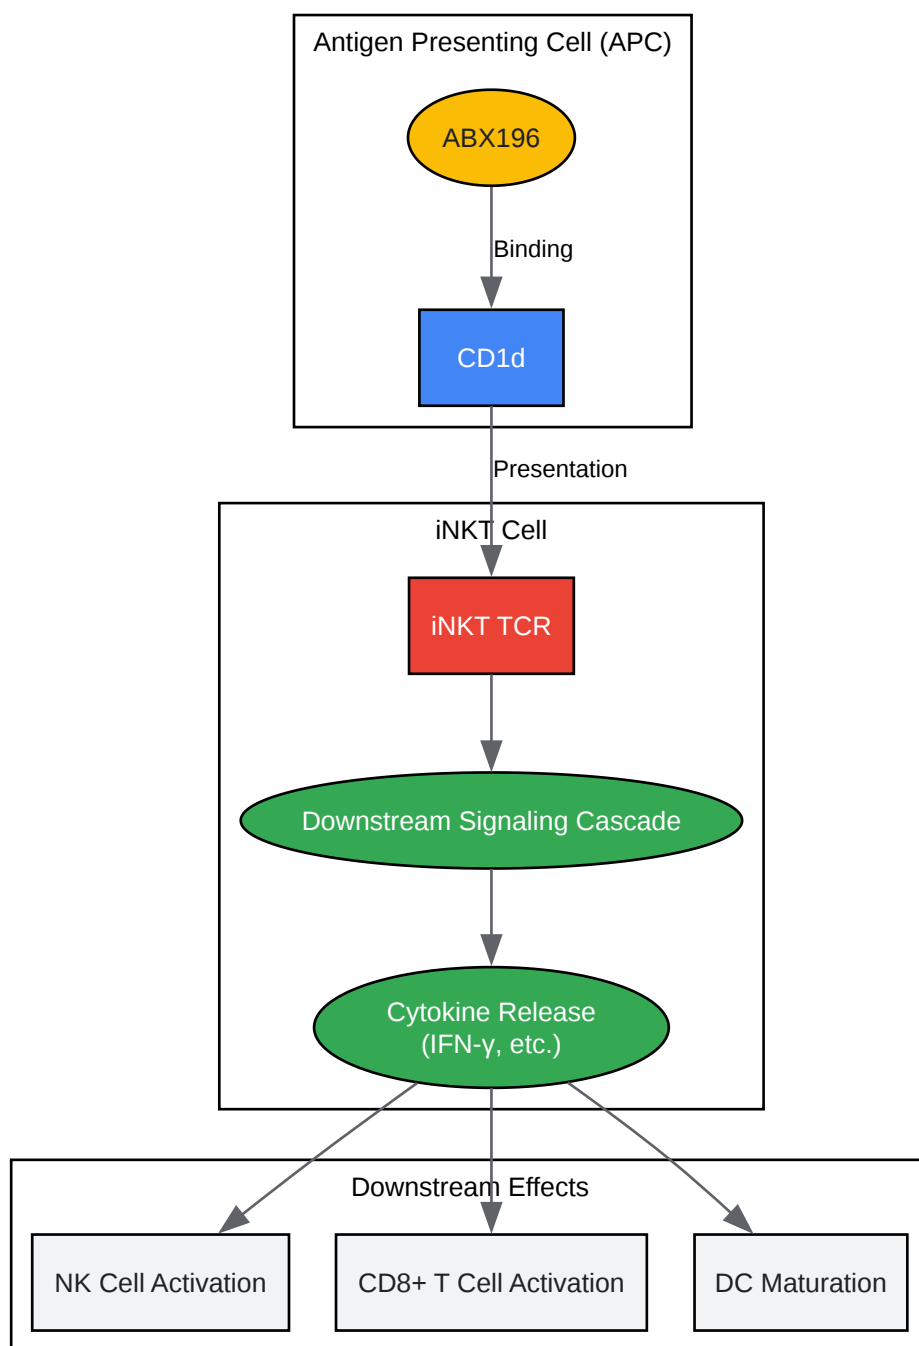 Antigen Presenting Cell (APC)
ABX196
Binding
CD1d
Presentation
iNKT Cell
iNKT TCR
Downstream Signaling Cascade
Cytokine Release
(IFN-γ, etc.)
Downstream Effects
NK Cell Activation
CD8+ T Cell Activation
DC Maturation